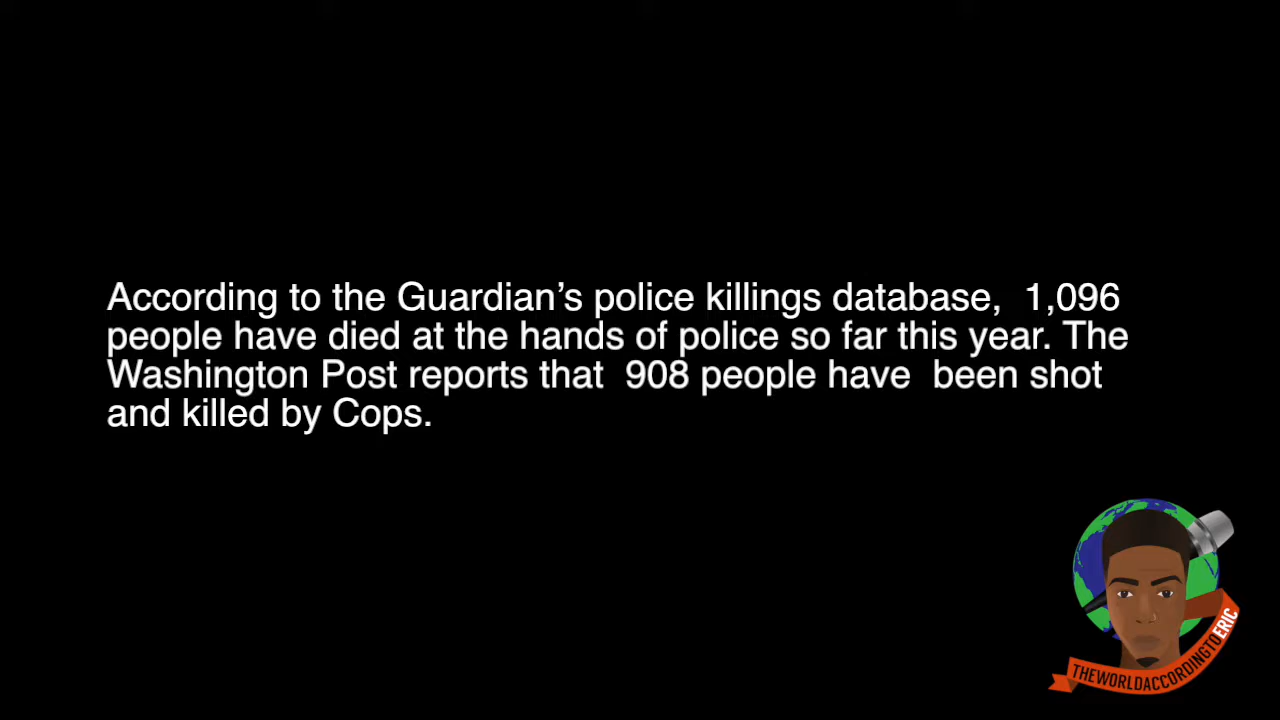 According to the Guardian’s police killings database,  1,096
people have died at the hands of police so far this year. The
Washington Post reports that  908 people have  been shot
and killed by Cops.
THEWORLDACCORDINGTOERIC